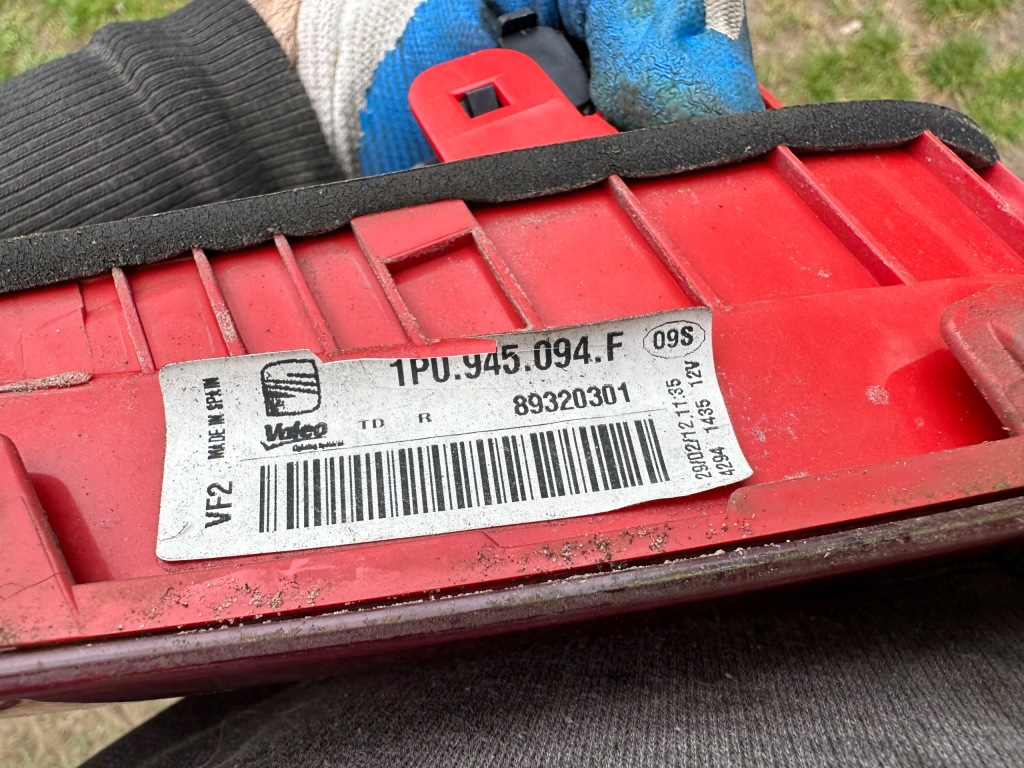 1P0.945.094.F
09S
89320301
TD R
Valeo
VF2
MADE IN SPAIN
29/02/12 11:35
4294 1435 12V